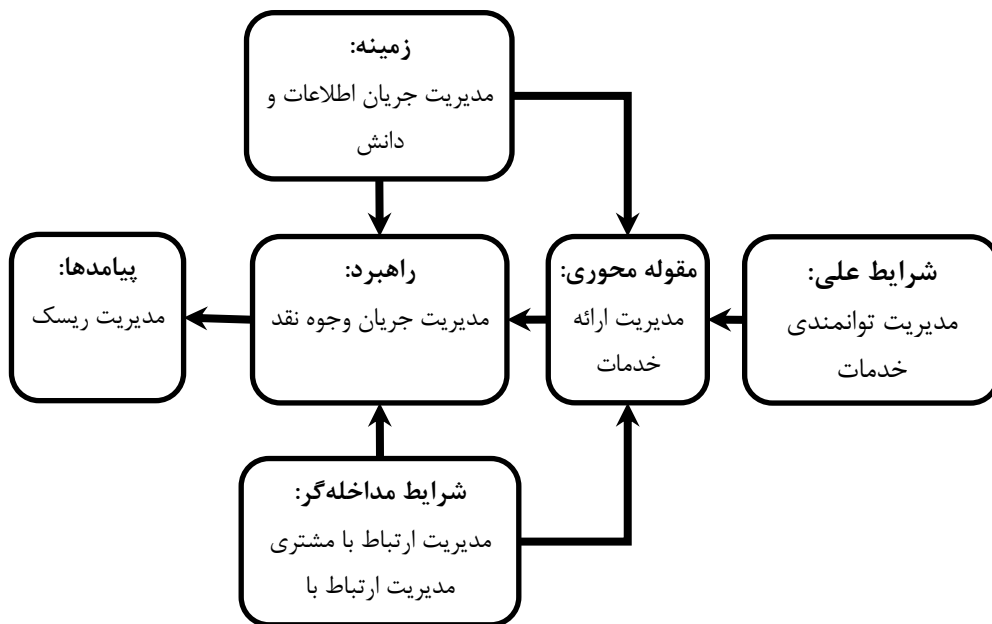 زمینه:
مدیریت جریان اطلاعات و
دانش
شرایط علی:
مدیریت توانمندی
خدمات
مقوله محوری:
مدیریت ارائه
خدمات
راهبرد:
مدیریت جریان وجوه نقد
پیامدها:
مدیریت ریسک
شرایط مداخله‌گر:
مدیریت ارتباط با مشتری
مدیریت ارتباط با